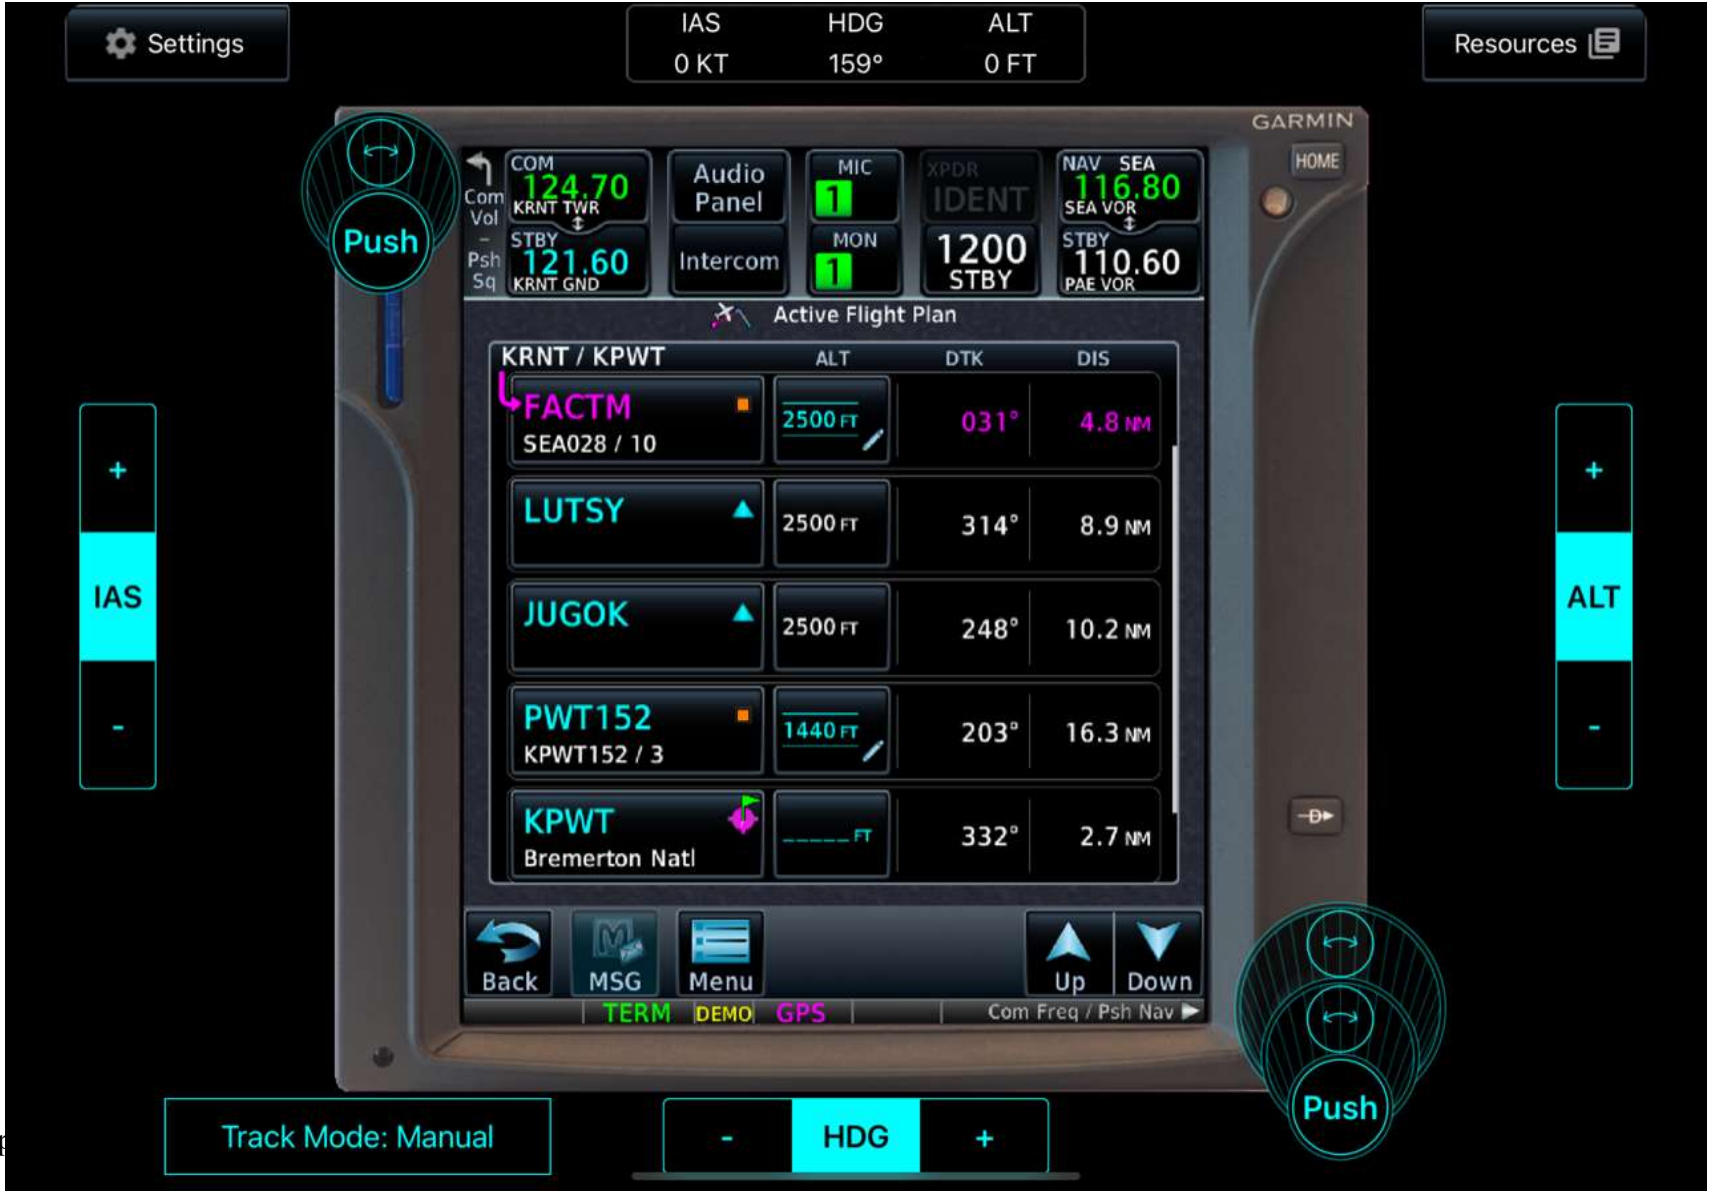 Settings
IAS HDG ALT
0 KT 159° 0 FT
Resources
GARMIN
HOME
Push
Com
Vol
-
Psh
Sq
COM
124.70
KRNT TWR
STBY
121.60
KRNT GND
Audio
Panel
Intercom
MIC
1
MON
1
XPDR
IDENT
1200
STBY
NAV SEA
116.80
SEA VOR
STBY
110.60
PAE VOR
Active Flight Plan
KRNT / KPWT ALT DTK DIS
FACTM 2500 FT 031° 4.8 NM
SEA028 / 10
LUTSY 2500 FT 314° 8.9 NM
JUGOK 2500 FT 248° 10.2 NM
PWT152 1440 FT 203° 16.3 NM
KPWT152 / 3
KPWT _____ FT 332° 2.7 NM
Bremerton Natl
+
IAS
-
+
ALT
-
D
Back MSG Menu Up Down
TERM DEMO GPS Com Freq / Psh Nav
Push
Track Mode: Manual
- HDG +